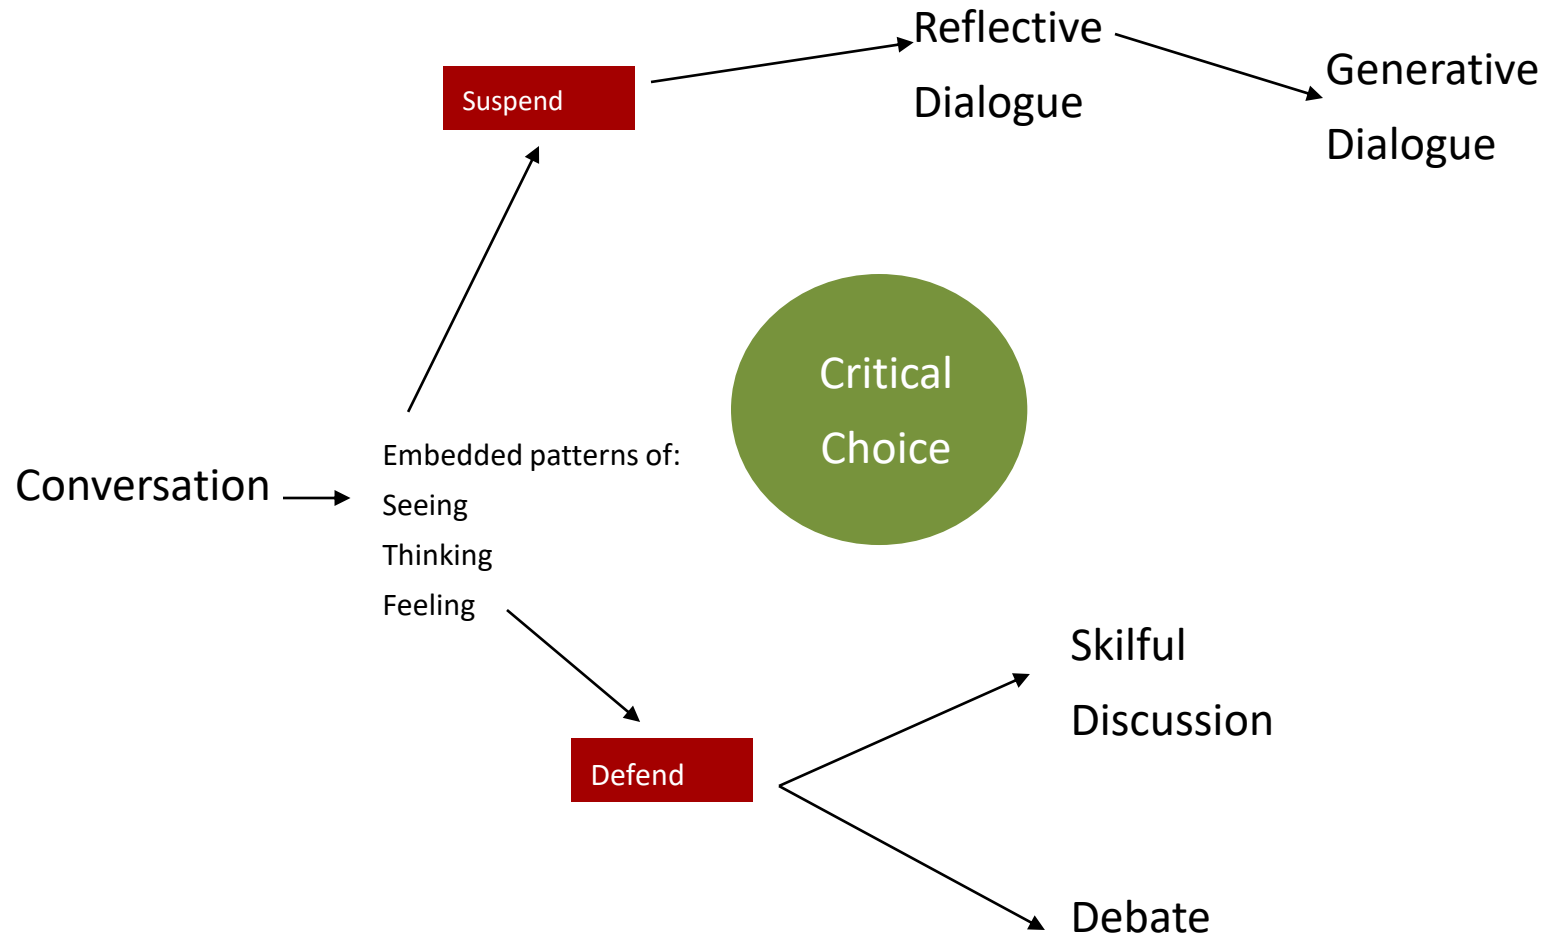 Reflective
Dialogue
Generative
Dialogue
Suspend
Critical
Choice
Conversation
Embedded patterns of:
Seeing
Thinking
Feeling
Skilful
Discussion
Defend
Debate